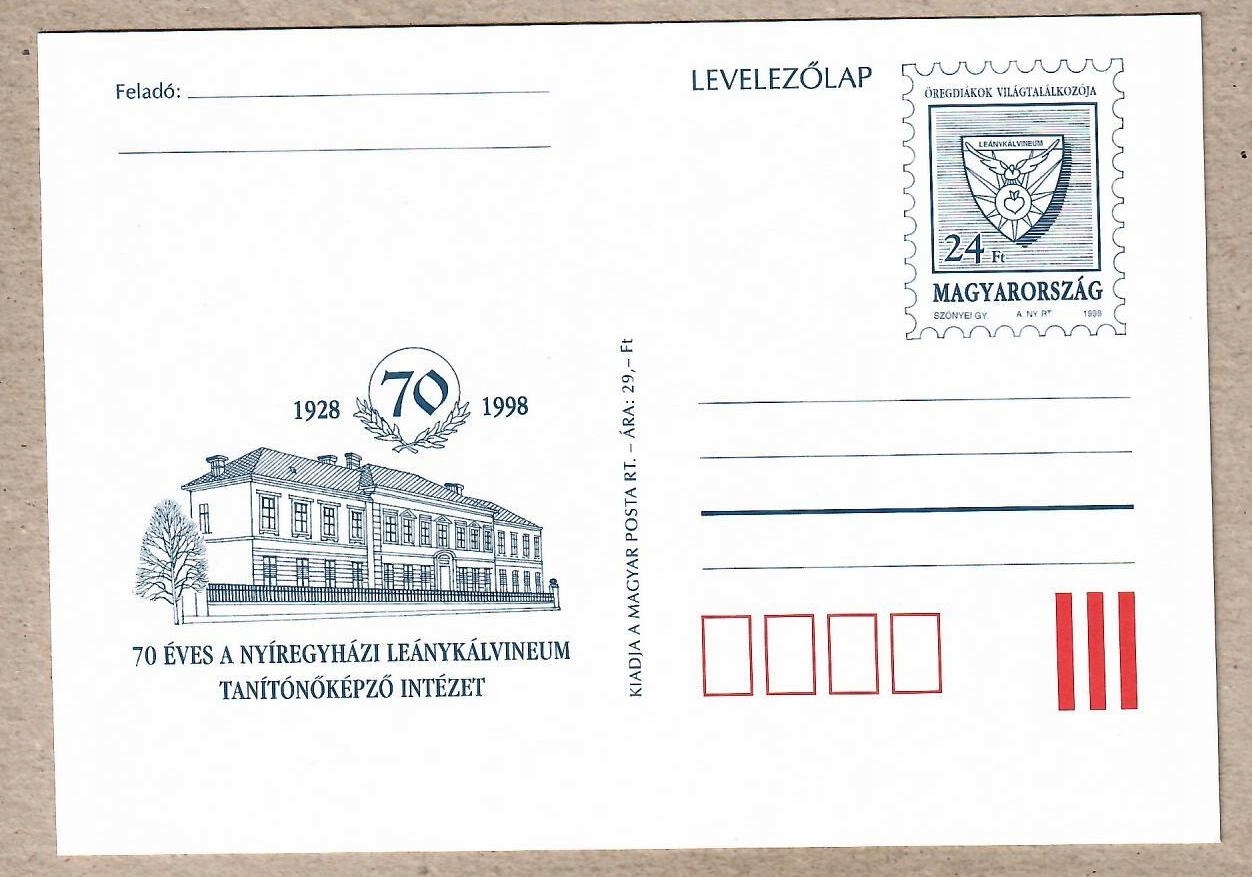 Feladó:
LEVELEZŐLAP
ÖREGDIÁKOK VILÁGTALÁLKOZÓJA
LEÁNYKÁLVINEUM
24 Ft
MAGYARORSZÁG
SZŐNYEI GY. A. NY. RT. 1998
1928 70 1998
70 ÉVES A NYÍREGYHÁZI LEÁNYKÁLVINEUM
TANÍTÓNŐKÉPZŐ INTÉZET
KIADJA A MAGYAR POSTA RT. – ÁRA: 29,– Ft